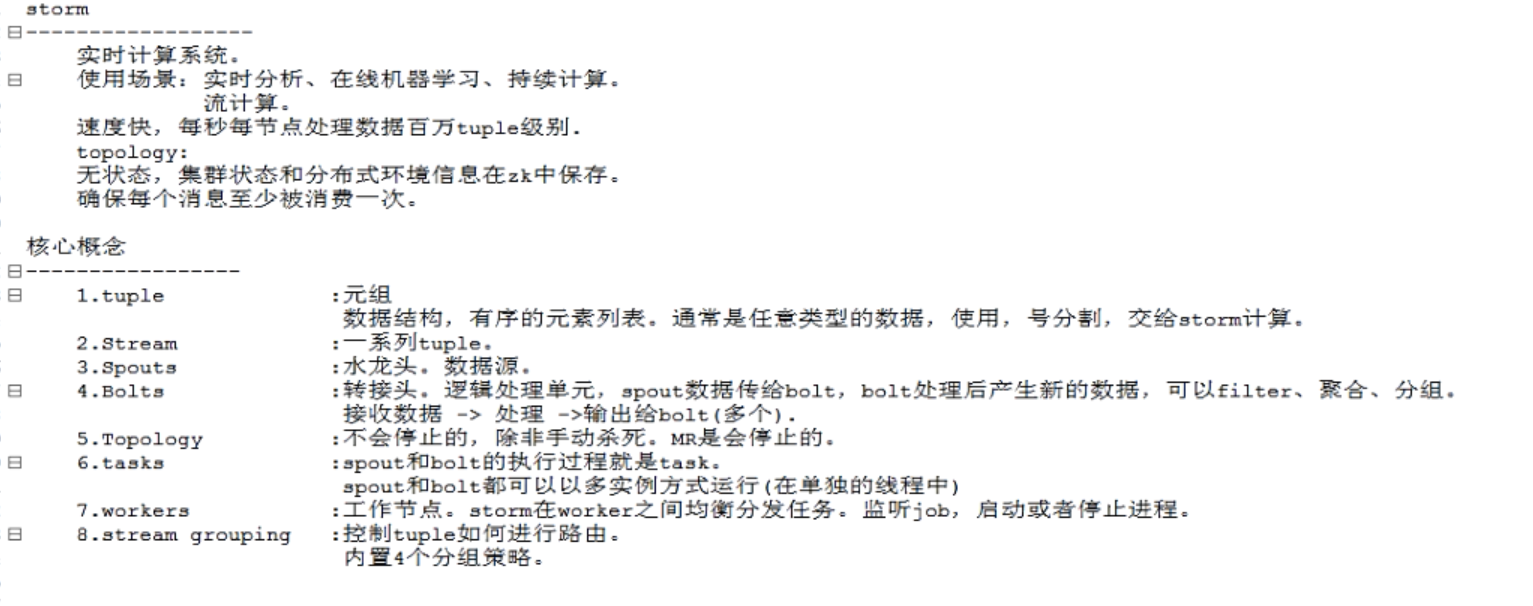 storm
------------------
实时计算系统。
使用场景：实时分析、在线机器学习、持续计算。
流计算。
速度快，每秒每节点处理数据百万tuple级别.
topology:
无状态，集群状态和分布式环境信息在zk中保存。
确保每个消息至少被消费一次。
核心概念
-----------------
1.tuple :元组
数据结构，有序的元素列表。通常是任意类型的数据，使用，号分割，交给storm计算。
2.Stream :一系列tuple。
3.Spouts :水龙头。数据源。
4.Bolts :转接头。逻辑处理单元，spout数据传给bolt，bolt处理后产生新的数据，可以filter、聚合、分组。
接收数据 -> 处理 ->输出给bolt(多个).
5.Topology :不会停止的，除非手动杀死。MR是会停止的。
6.tasks :spout和bolt的执行过程就是task。
spout和bolt都可以以多实例方式运行(在单独的线程中)
7.workers :工作节点。storm在worker之间均衡分发任务。监听job，启动或者停止进程。
8.stream grouping :控制tuple如何进行路由。
内置4个分组策略。